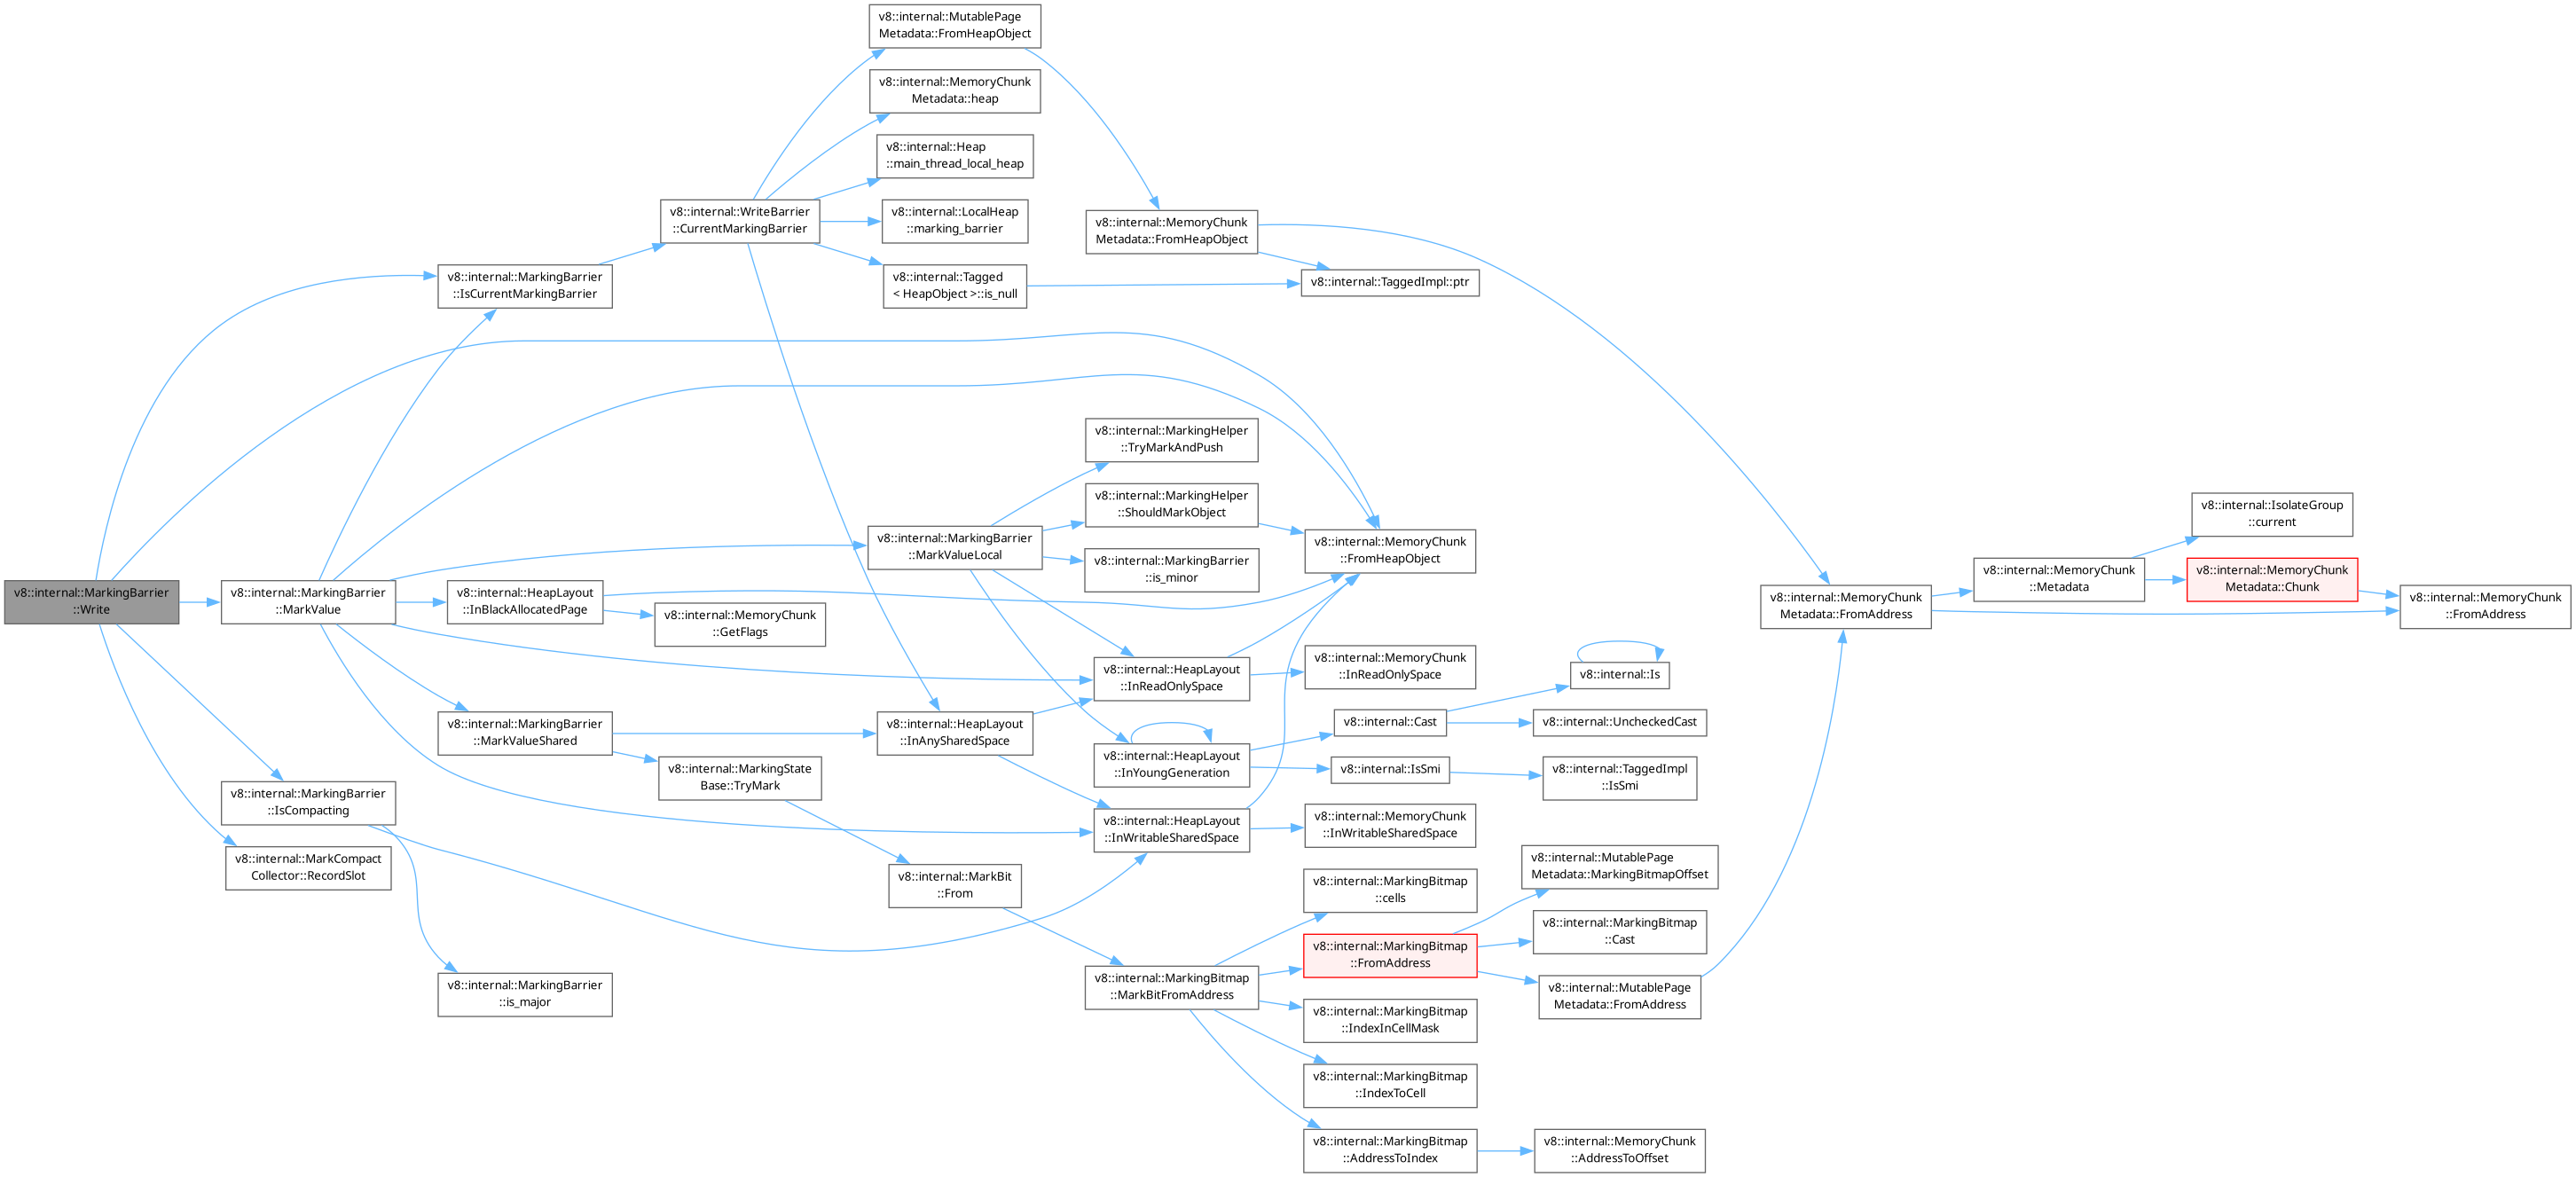 v8::internal::MarkingBarrier
::Write
v8::internal::MarkingBarrier
::IsCurrentMarkingBarrier
v8::internal::WriteBarrier
::CurrentMarkingBarrier
v8::internal::MutablePage
Metadata::FromHeapObject
v8::internal::MemoryChunk
Metadata::heap
v8::internal::Heap
::main_thread_local_heap
v8::internal::LocalHeap
::marking_barrier
v8::internal::Tagged
< HeapObject >::is_null
v8::internal::MemoryChunk
Metadata::FromHeapObject
v8::internal::TaggedImpl::ptr
v8::internal::MarkingBarrier
::MarkValue
v8::internal::HeapLayout
::InBlackAllocatedPage
v8::internal::MemoryChunk
::GetFlags
v8::internal::MarkingBarrier
::MarkValueShared
v8::internal::MarkingState
Base::TryMark
v8::internal::MarkingBarrier
::IsCompacting
v8::internal::MarkCompact
Collector::RecordSlot
v8::internal::MarkingBarrier
::is_major
v8::internal::MarkingBarrier
::MarkValueLocal
v8::internal::HeapLayout
::InAnySharedSpace
v8::internal::MarkBit
::From
v8::internal::MarkingHelper
::TryMarkAndPush
v8::internal::MarkingHelper
::ShouldMarkObject
v8::internal::MarkingBarrier
::is_minor
v8::internal::HeapLayout
::InReadOnlySpace
v8::internal::HeapLayout
::InYoungGeneration
v8::internal::HeapLayout
::InWritableSharedSpace
v8::internal::MarkingBitmap
::MarkBitFromAddress
v8::internal::MemoryChunk
::FromHeapObject
v8::internal::MemoryChunk
::InReadOnlySpace
v8::internal::Cast
v8::internal::IsSmi
v8::internal::MemoryChunk
::InWritableSharedSpace
v8::internal::MarkingBitmap
::cells
v8::internal::MarkingBitmap
::FromAddress
v8::internal::MarkingBitmap
::IndexInCellMask
v8::internal::MarkingBitmap
::IndexToCell
v8::internal::MarkingBitmap
::AddressToIndex
v8::internal::Is
v8::internal::UncheckedCast
v8::internal::TaggedImpl
::IsSmi
v8::internal::MutablePage
Metadata::MarkingBitmapOffset
v8::internal::MarkingBitmap
::Cast
v8::internal::MutablePage
Metadata::FromAddress
v8::internal::MemoryChunk
::AddressToOffset
v8::internal::MemoryChunk
Metadata::FromAddress
v8::internal::MemoryChunk
::Metadata
v8::internal::IsolateGroup
::current
v8::internal::MemoryChunk
Metadata::Chunk
v8::internal::MemoryChunk
::FromAddress